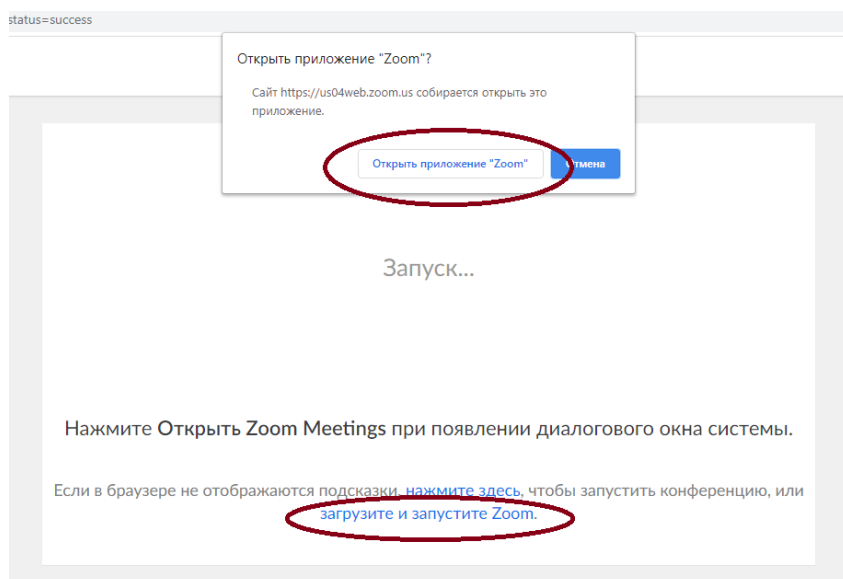 status=success
Открыть приложение "Zoom"?
Сайт https://us04web.zoom.us собирается открыть это
приложение.
Открыть приложение "Zoom"
Отмена
Запуск...
Нажмите Открыть Zoom Meetings при появлении диалогового окна системы.
Если в браузере не отображаются подсказки, нажмите здесь, чтобы запустить конференцию, или
загрузите и запустите Zoom.